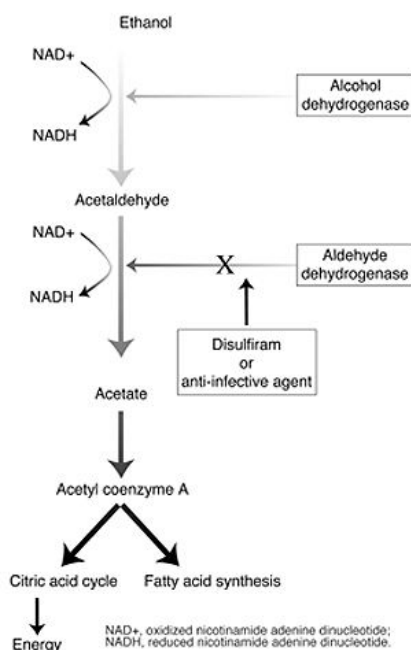 Ethanol
NAD+
NADH
Alcohol
dehydrogenase
Acetaldehyde
NAD+
NADH
X
Aldehyde
dehydrogenase
Disulfiram
or
anti-infective agent
Acetate
Acetyl coenzyme A
Citric acid cycle
Fatty acid synthesis
Energy
NAD+, oxidized nicotinamide adenine dinucleotide;
NADH, reduced nicotinamide adenine dinucleotide.